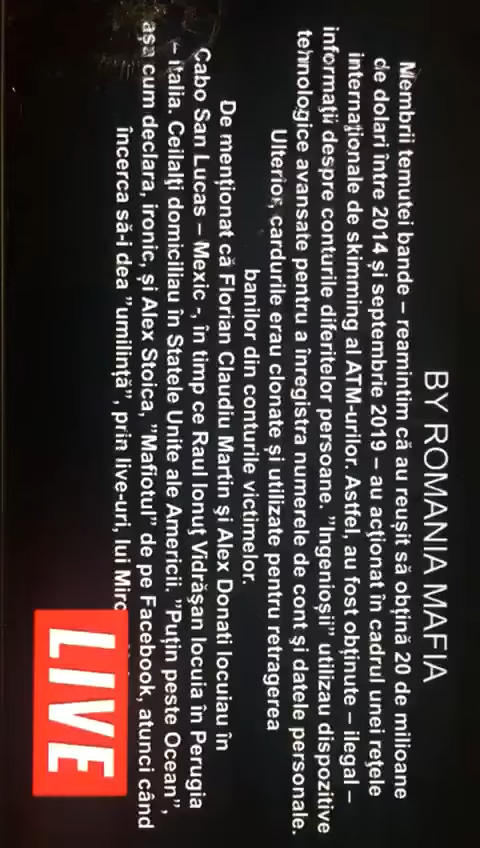 BY ROMANIA MAFIA
Membrii temutei bande – reamintim că au reușit să obțină 20 de milioane
de dolari între 2014 și septembrie 2019 – au acționat în cadrul unei rețele
internaționale de skimming al ATM-urilor. Astfel, au fost obținute – ilegal –
informații despre conturile diferitelor persoane. "Ingenioșii" utilizau dispozitive
tehnologice avansate pentru a înregistra numerele de cont și datele personale.
Ulterior, cardurile erau clonate și utilizate pentru retragerea
banilor din conturile victimelor.
De menționat că Florian Claudiu Martin și Alex Donati locuiau în
Cabo San Lucas – Mexic -, în timp ce Raul Ionuț Vidrășan locuia în Perugia
– Italia. Ceilalți domiciliau în Statele Unite ale Americii. "Puțin peste Ocean",
așa cum declara, ironic, și Alex Stoica, "Mafiotul" de pe Facebook, atunci când
încerca să-i dea "umilință", prin live-uri, lui
LIVE